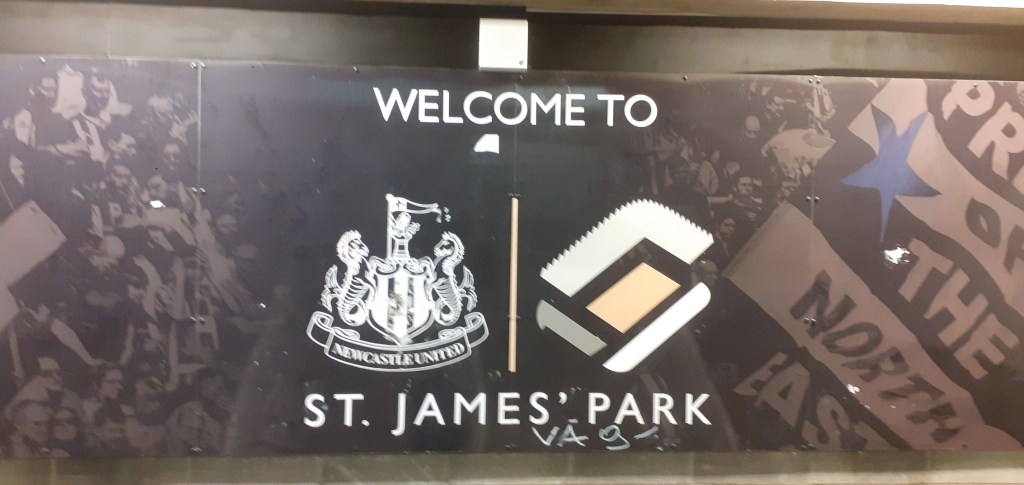 WELCOME TO
NEWCASTLE UNITED
ST. JAMES' PARK
PRIDE
OF
THE
NORTH
EAST